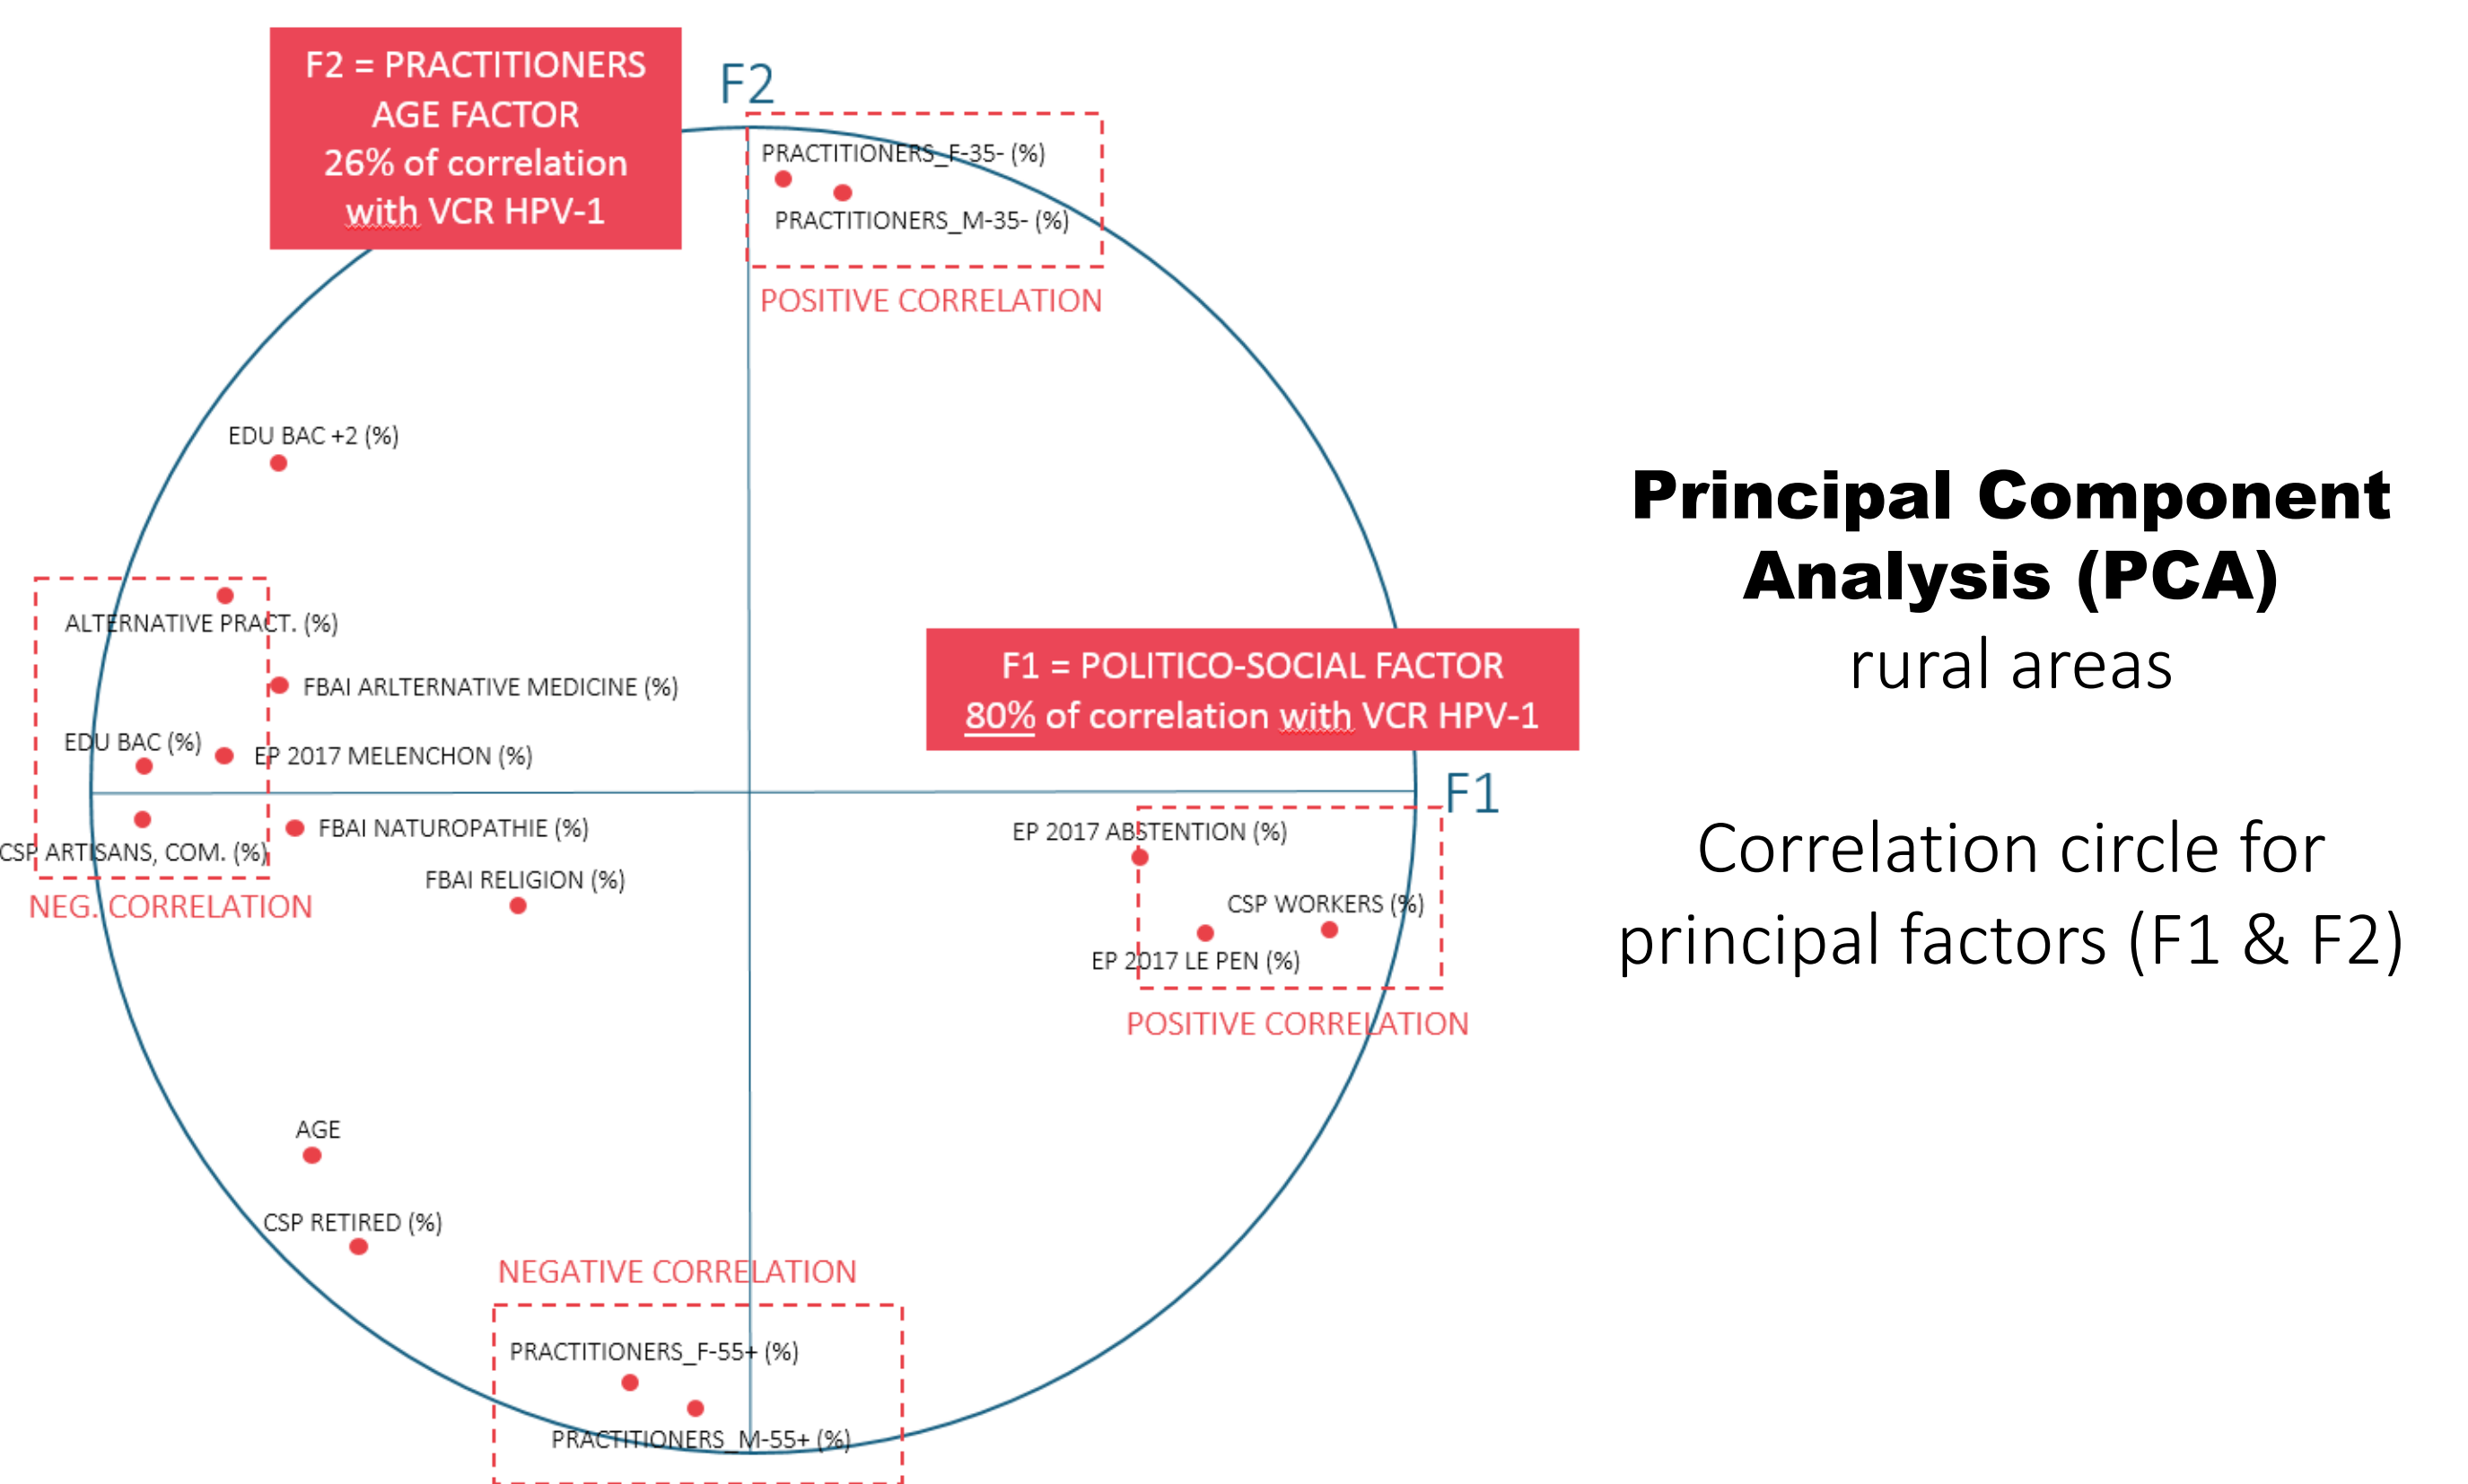 F2 = PRACTITIONERS
AGE FACTOR
26% of correlation
with VCR HPV-1
F2
PRACTITIONERS_F-35- (%)
PRACTITIONERS_M-35- (%)
POSITIVE CORRELATION
EDU BAC +2 (%)
ALTERNATIVE PRACT. (%)
FBAI ARLTERNATIVE MEDICINE (%)
EDU BAC (%)
EP 2017 MELENCHON (%)
CSP ARTISANS, COM. (%)
FBAI NATUROPATHIE (%)
NEG. CORRELATION
FBAI RELIGION (%)
F1 = POLITICO-SOCIAL FACTOR
80% of correlation with VCR HPV-1
F1
EP 2017 ABSTENTION (%)
CSP WORKERS (%)
EP 2017 LE PEN (%)
POSITIVE CORRELATION
AGE
CSP RETIRED (%)
NEGATIVE CORRELATION
PRACTITIONERS_F-55+ (%)
PRACTITIONERS_M-55+ (%)
Principal Component
Analysis (PCA)
rural areas
Correlation circle for
principal factors (F1 & F2)